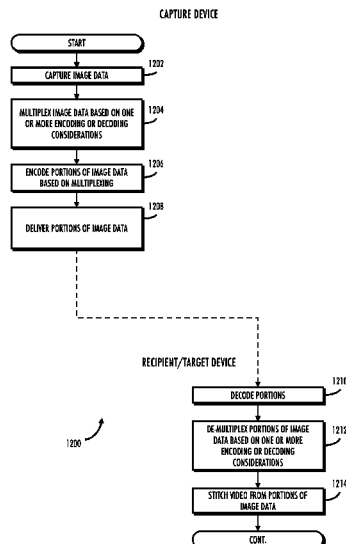 CAPTURE DEVICE
START
1202
CAPTURE IMAGE DATA
1204
MULTIPLEX IMAGE DATA BASED ON ONE
OR MORE ENCODING OR DECODING
CONSIDERATIONS
1206
ENCODE PORTIONS OF IMAGE DATA
BASED ON MULTIPLEXING
1208
DELIVER PORTIONS OF IMAGE DATA
RECIPIENT/TARGET DEVICE
1210
DECODE PORTIONS
1200
1212
DE-MULTIPLEX PORTIONS OF IMAGE
DATA BASED ON ONE OR MORE
ENCODING OR DECODING
CONSIDERATIONS
1214
STITCH VIDEO FROM PORTIONS OF
IMAGE DATA
CONT.